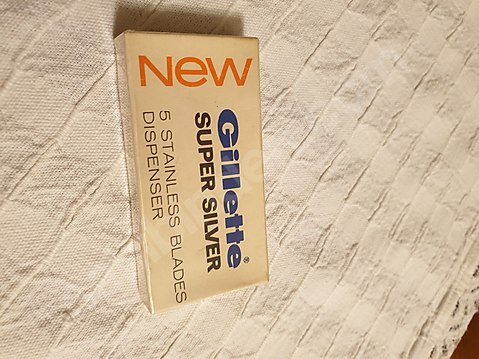 NEW
Gillette®
SUPER SILVER
5 STAINLESS BLADES
DISPENSER